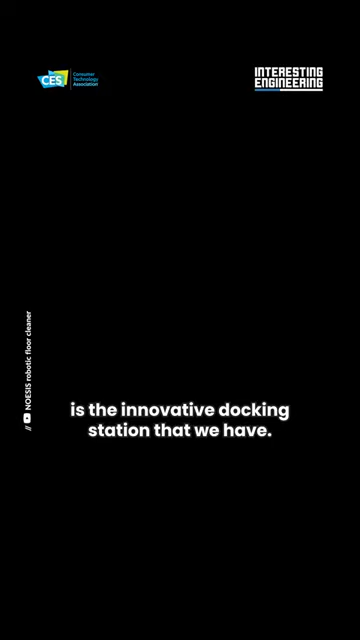 CES
Consumer
Technology
Association
INTERESTING
ENGINEERING
// NOESIS robotic floor cleaner
is the innovative docking
station that we have.